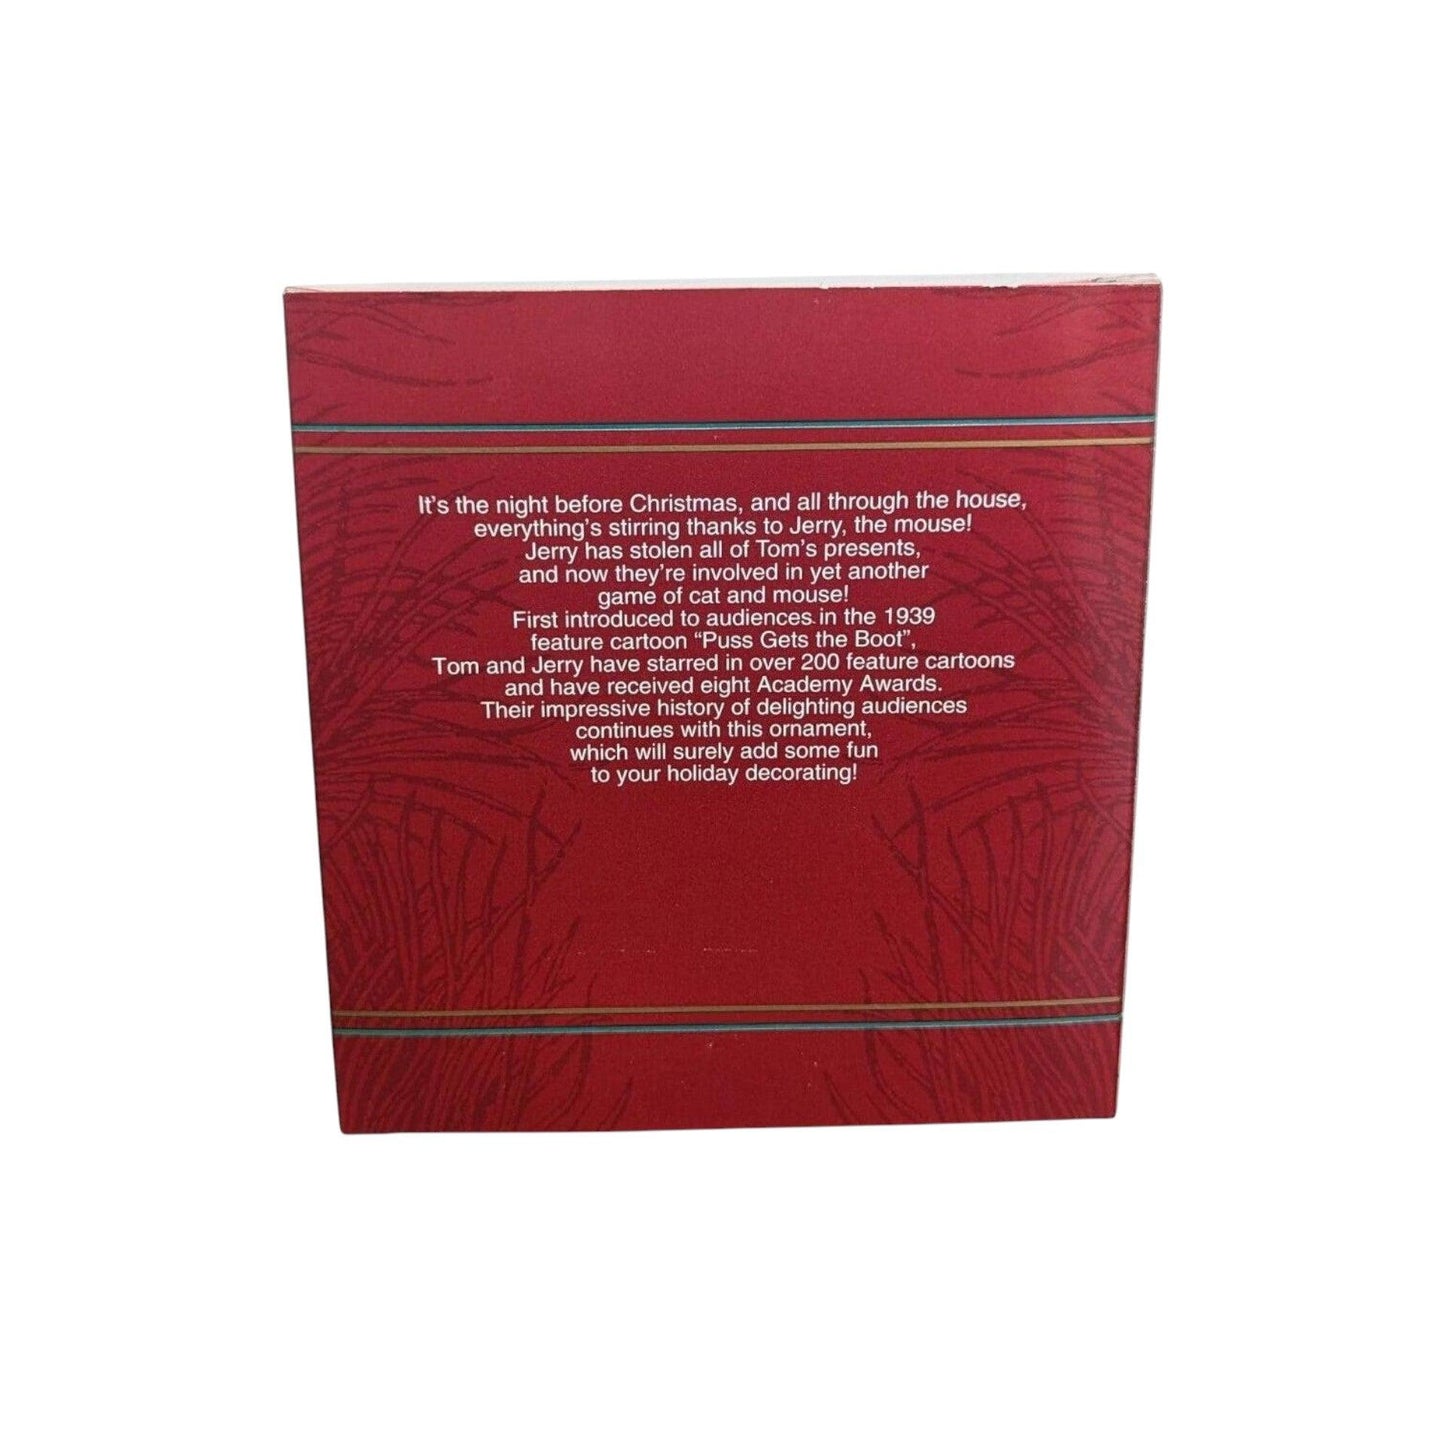 It's the night before Christmas, and all through the house,
everything's stirring thanks to Jerry, the mouse!
Jerry has stolen all of Tom's presents,
and now they're involved in yet another
game of cat and mouse!
First introduced to audiences in the 1939
feature cartoon “Puss Gets the Boot”,
Tom and Jerry have starred in over 200 feature cartoons
and have received eight Academy Awards.
Their impressive history of delighting audiences
continues with this ornament,
which will surely add some fun
to your holiday decorating!